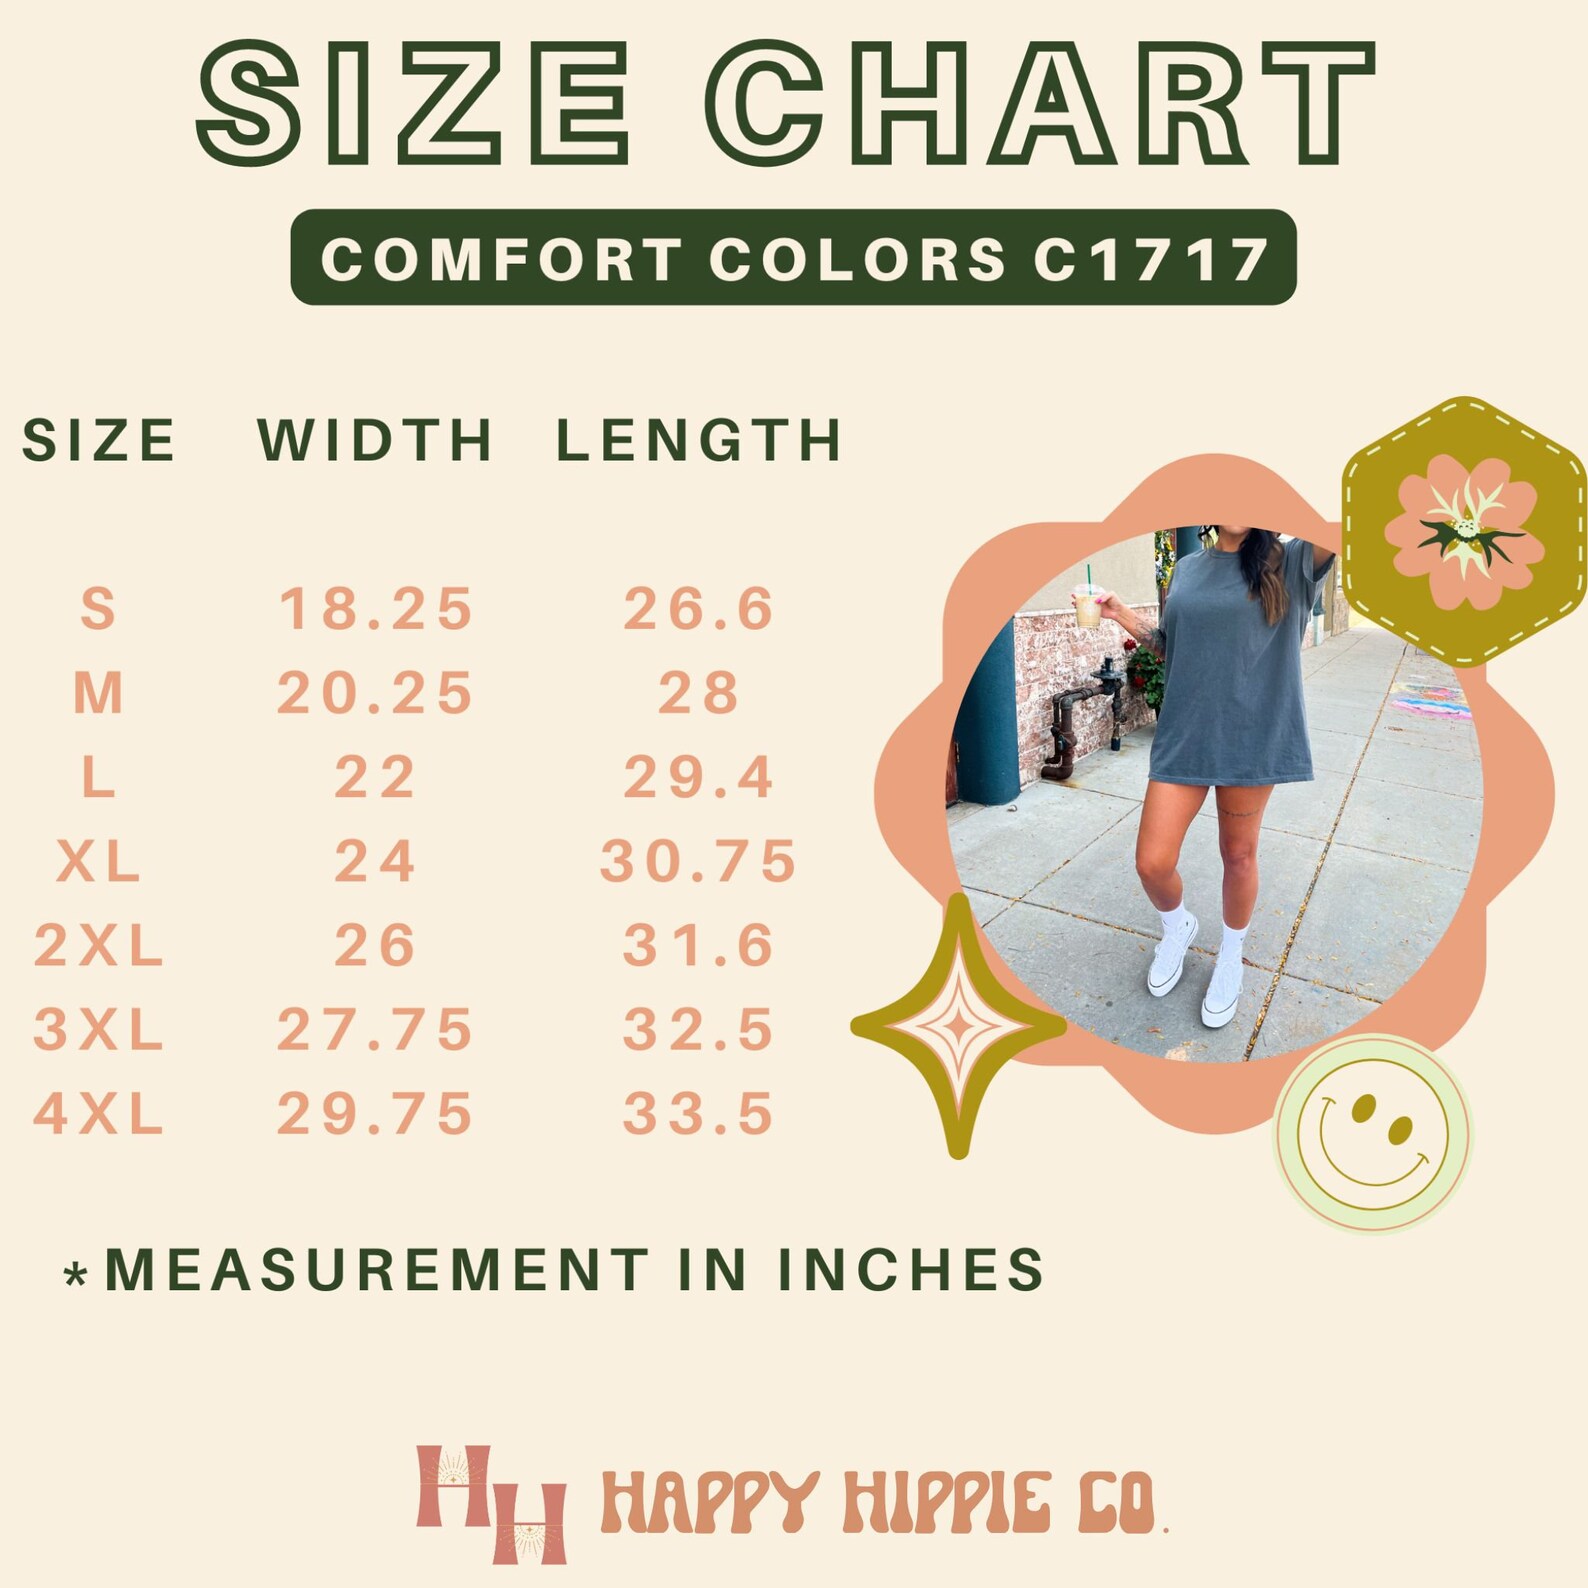 SIZE CHART
COMFORT COLORS C1717
SIZE WIDTH LENGTH
S 18.25 26.6
M 20.25 28
L 22 29.4
XL 24 30.75
2XL 26 31.6
3XL 27.75 32.5
4XL 29.75 33.5
*MEASUREMENT IN INCHES
HH HAPPY HIPPIE CO.